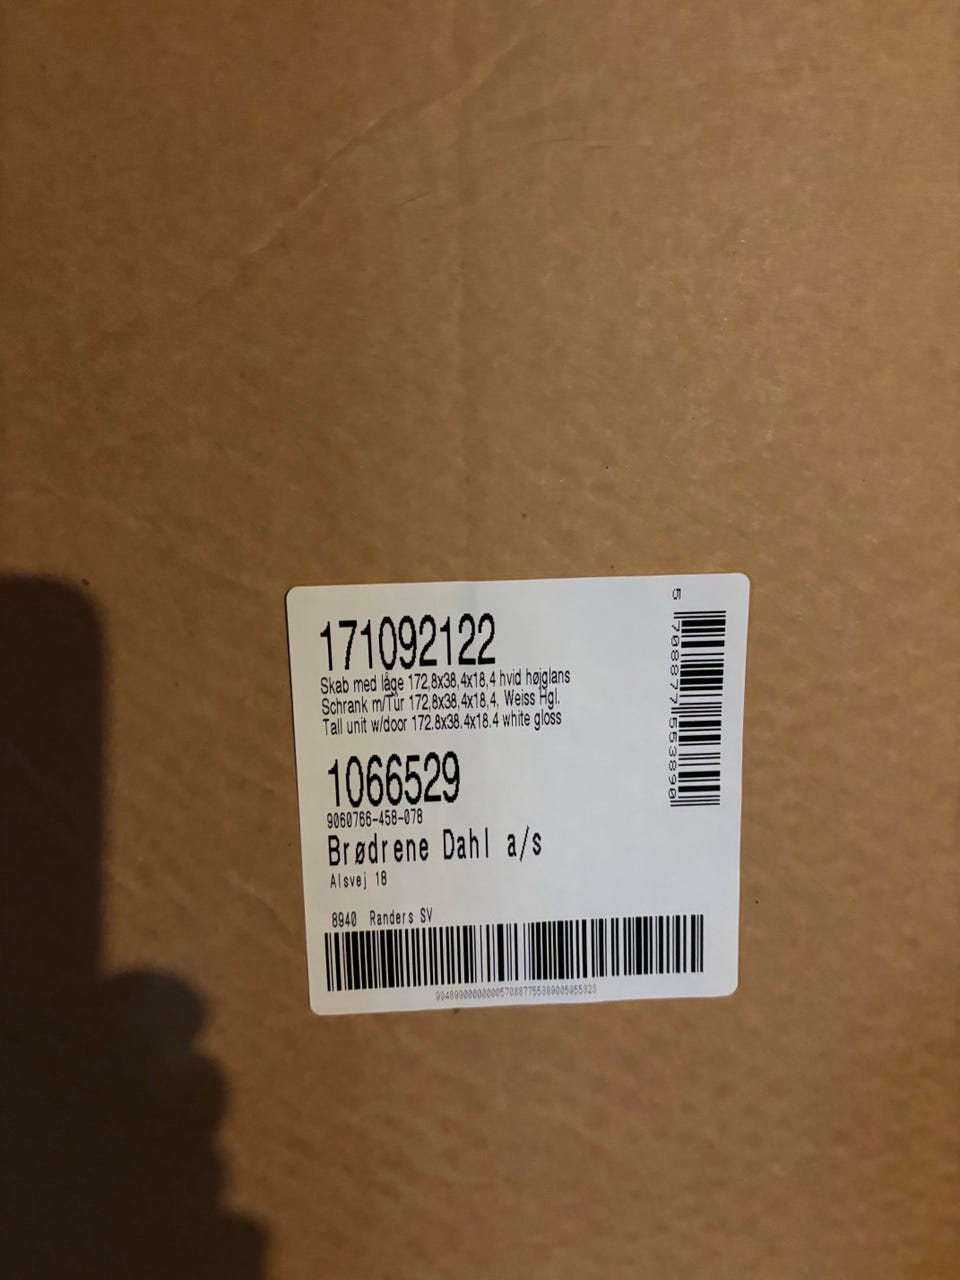 171092122
Skab med låge 172,8x38,4x18,4 hvid højglans
Schrank m/Tür 172,8x38,4x18,4, Weiss Hgl.
Tall unit w/door 172.8x38.4x18.4 white gloss
1066529
9060766-458-078
Brødrene Dahl a/s
Alsvej 18
8940 Randers SV
5 708877 553890